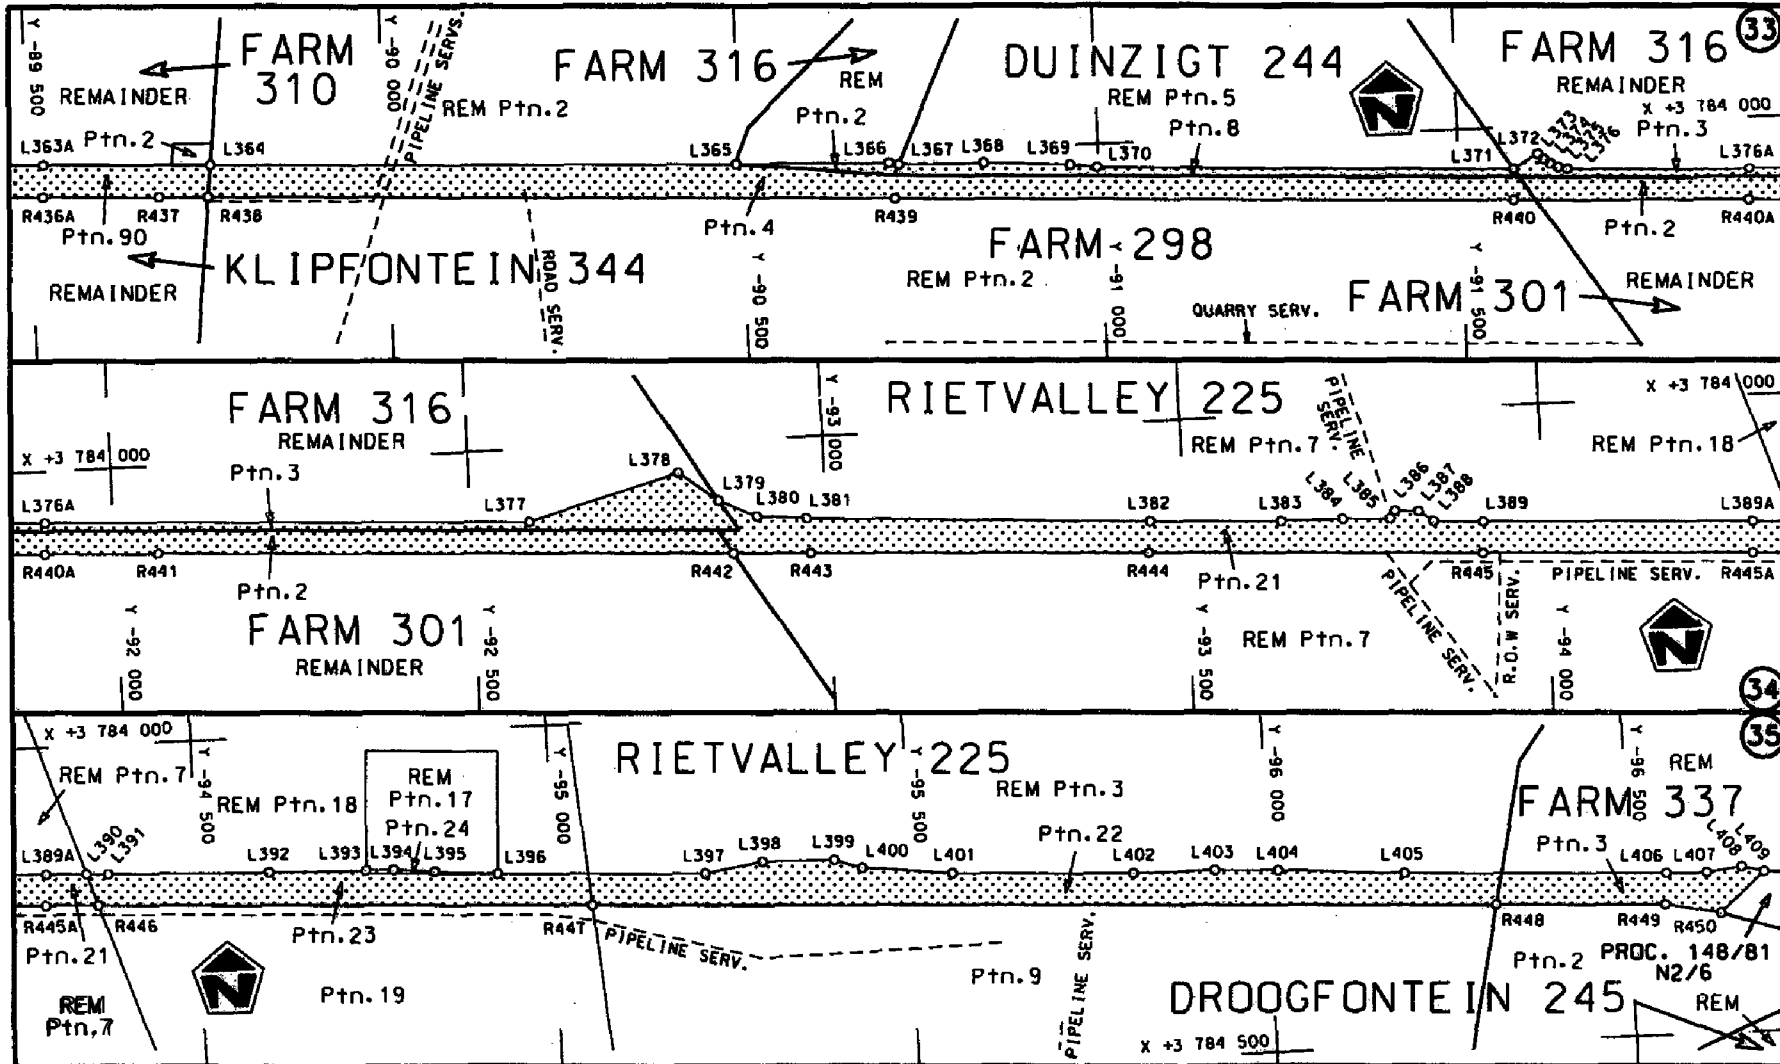 33
Y -89 500
FARM 310
REMAINDER
Y -90 000
PIPELINE SERVS.
REM Ptn.2
FARM 316
REM
DUINZIGT 244
REM Ptn.5
N
FARM 316
REMAINDER
X +3 784 000
Ptn.2
Ptn.2
Ptn.8
Ptn.3
L363A
L364
L365
L366
L367
L368
L369
L370
L371
L372
L373
L374
L375
L376
L376A
R436A
R437
R438
R439
R440
R440A
Ptn.90
Ptn.4
Ptn.2
KLIPFONTEIN 344
REMAINDER
ROAD SERV.
Y -90 500
FARM 298
REM Ptn.2
Y -91 000
QUARRY SERV.
FARM 301
Y -91 500
REMAINDER
FARM 316
REMAINDER
X +3 784 000
Ptn.3
Y -93 000
RIETVALLEY 225
PIPELINE SERV.
REM Ptn.7
X +3 784 000
REM Ptn.18
L376A
L377
L378
L379
L380
L381
L382
L383
L384
L385
L386
L387
L388
L389
L389A
R440A
R441
R442
R443
R444
R445
R445A
Ptn.2
Ptn.21
PIPELINE SERV.
PIPELINE SERV.
R.O.W SERV.
FARM 301
REMAINDER
Y -92 000
Y -92 500
Y -93 500
REM Ptn.7
Y -94 000
N
34
35
X +3 784 000
REM Ptn.7
Y -94 500
REM Ptn.18
REM
Ptn.17
Ptn.24
Y -95 000
RIETVALLEY 225
Y -95 500
REM Ptn.3
Ptn.22
Y -96 000
Y -96 500
REM
FARM 337
Ptn.3
L389A
L390
L391
L392
L393
L394
L395
L396
L397
L398
L399
L400
L401
L402
L403
L404
L405
L406
L407
L408
L409
R445A
R446
R447
R448
R449
R450
Ptn.21
Ptn.23
PIPELINE SERV.
PIPELINE SERV.
REM
Ptn.7
N
Ptn.19
Ptn.9
DROOGFONTEIN 245
X +3 784 500
Ptn.2
PROC. 148/81
N2/6
REM